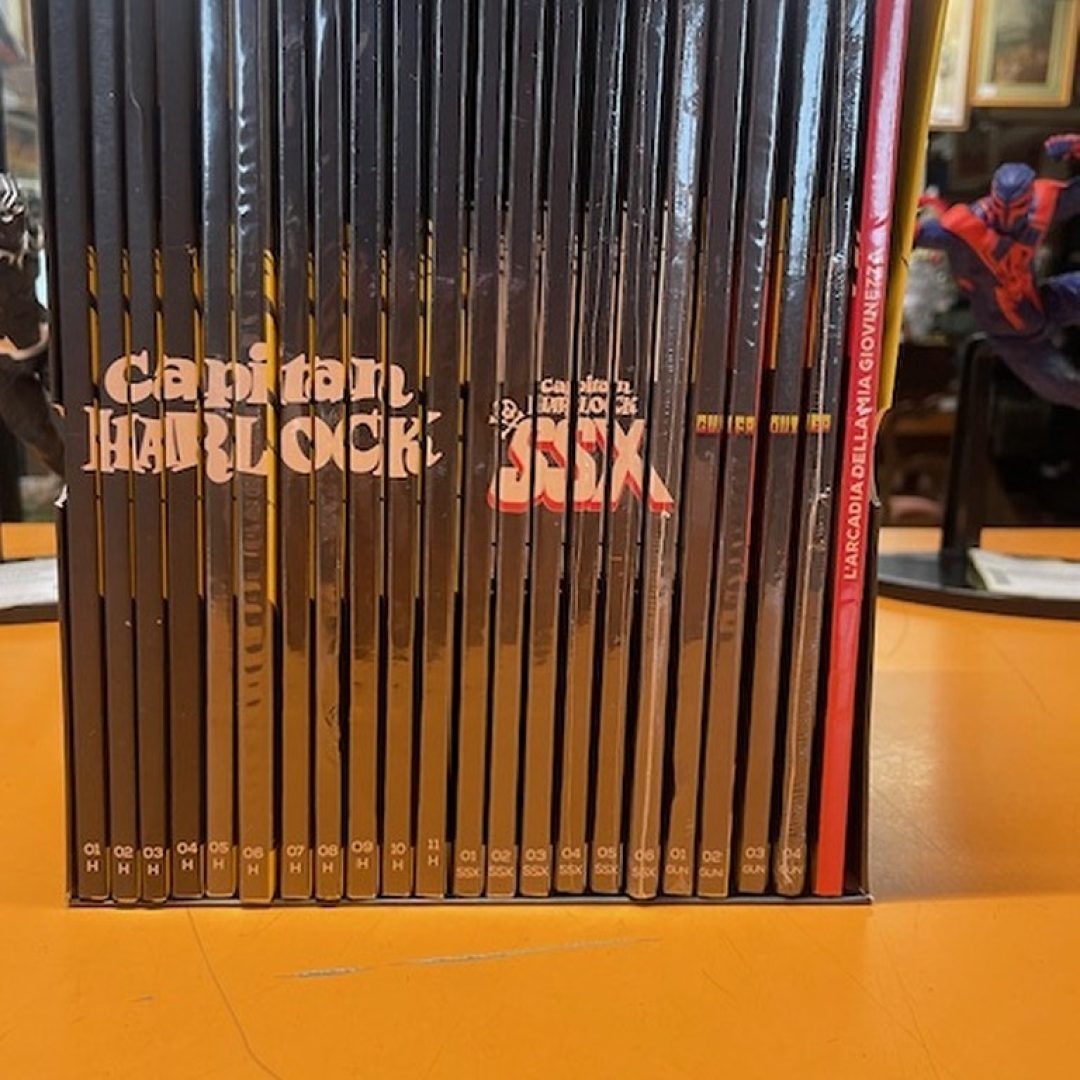 Capitan
HARLOCK
Capitan
HARLOCK
SSX
L'ARCADIA DELLA MIA GIOVINEZZA
01
H
02
H
03
H
04
H
05
H
06
H
07
H
08
H
09
H
10
H
11
H
01
SSX
02
SSX
03
SSX
04
SSX
05
SSX
06
SSX
01
GUN
02
GUN
03
GUN
04
GUN